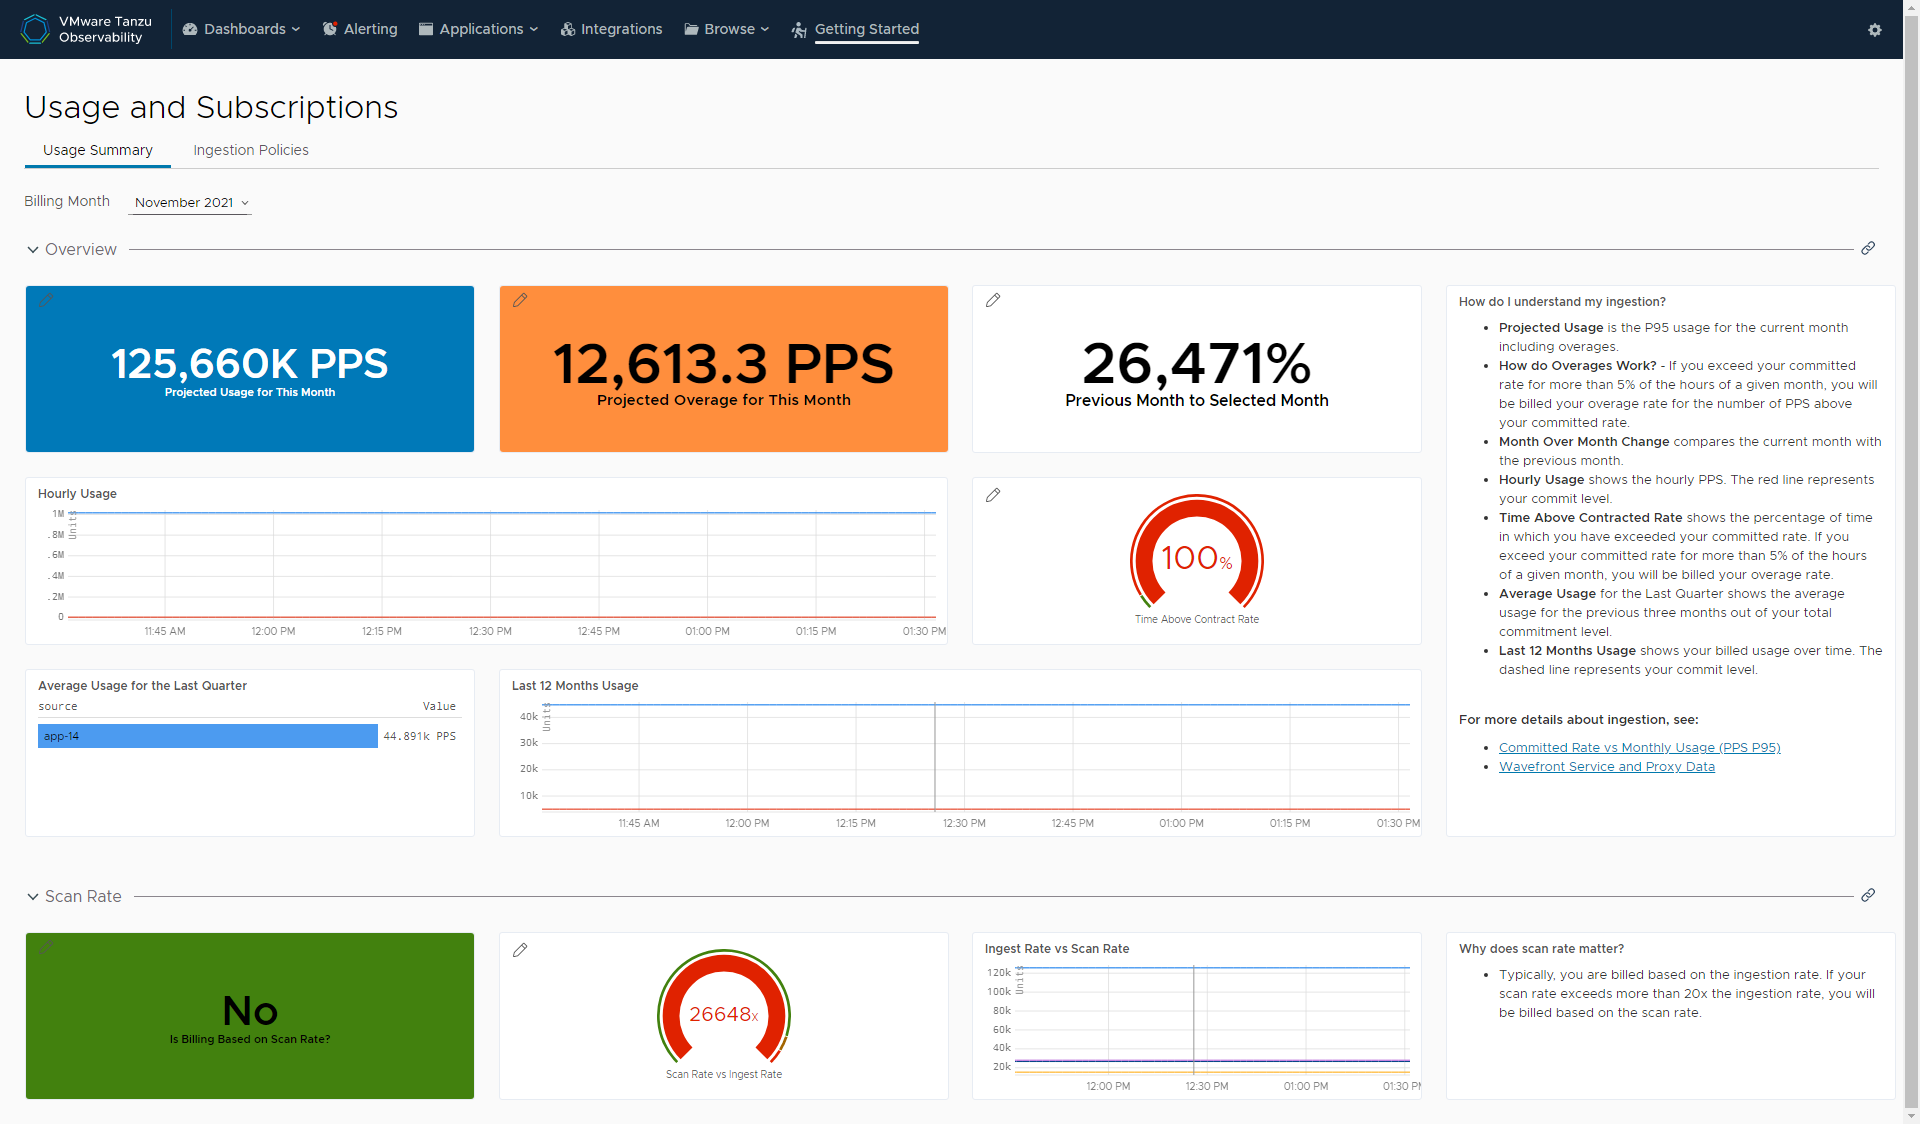 VMware Tanzu
Observability
Dashboards
Alerting
Applications
Integrations
Browse
Getting Started
Usage and Subscriptions
Usage Summary
Ingestion Policies
Billing Month
November 2021
Overview
125,660K PPS
Projected Usage for This Month
12,613.3 PPS
Projected Overage for This Month
26,471%
Previous Month to Selected Month
How do I understand my ingestion?
• Projected Usage is the P95 usage for the current month
including overages.
• How do Overages Work? - If you exceed your committed
rate for more than 5% of the hours of a given month, you will
be billed your overage rate for the number of PPS above
your committed rate.
• Month Over Month Change compares the current month with
the previous month.
• Hourly Usage shows the hourly PPS. The red line represents
your commit level.
• Time Above Contracted Rate shows the percentage of time
in which you have exceeded your committed rate. If you
exceed your committed rate for more than 5% of the hours
of a given month, you will be billed your overage rate.
• Average Usage for the Last Quarter shows the average
usage for the previous three months out of your total
commitment level.
• Last 12 Months Usage shows your billed usage over time. The
dashed line represents your commit level.
For more details about ingestion, see:
• Committed Rate vs Monthly Usage (PPS P95)
• Wavefront Service and Proxy Data
Hourly Usage
Units
1M
.8M
.6M
.4M
.2M
0
11:45 AM 12:00 PM 12:15 PM 12:30 PM 12:45 PM 01:00 PM 01:15 PM 01:30 PM
100%
Time Above Contract Rate
Average Usage for the Last Quarter
source Value
app-14 44.891k PPS
Last 12 Months Usage
Units
40k
30k
20k
10k
11:45 AM 12:00 PM 12:15 PM 12:30 PM 12:45 PM 01:00 PM 01:15 PM 01:30 PM
Scan Rate
No
Is Billing Based on Scan Rate?
26648x
Scan Rate vs Ingest Rate
Ingest Rate vs Scan Rate
Units
120k
100k
80k
60k
40k
20k
12:00 PM 12:30 PM 01:00 PM 01:30 PM
Why does scan rate matter?
• Typically, you are billed based on the ingestion rate. If your
scan rate exceeds more than 20x the ingestion rate, you will
be billed based on the scan rate.